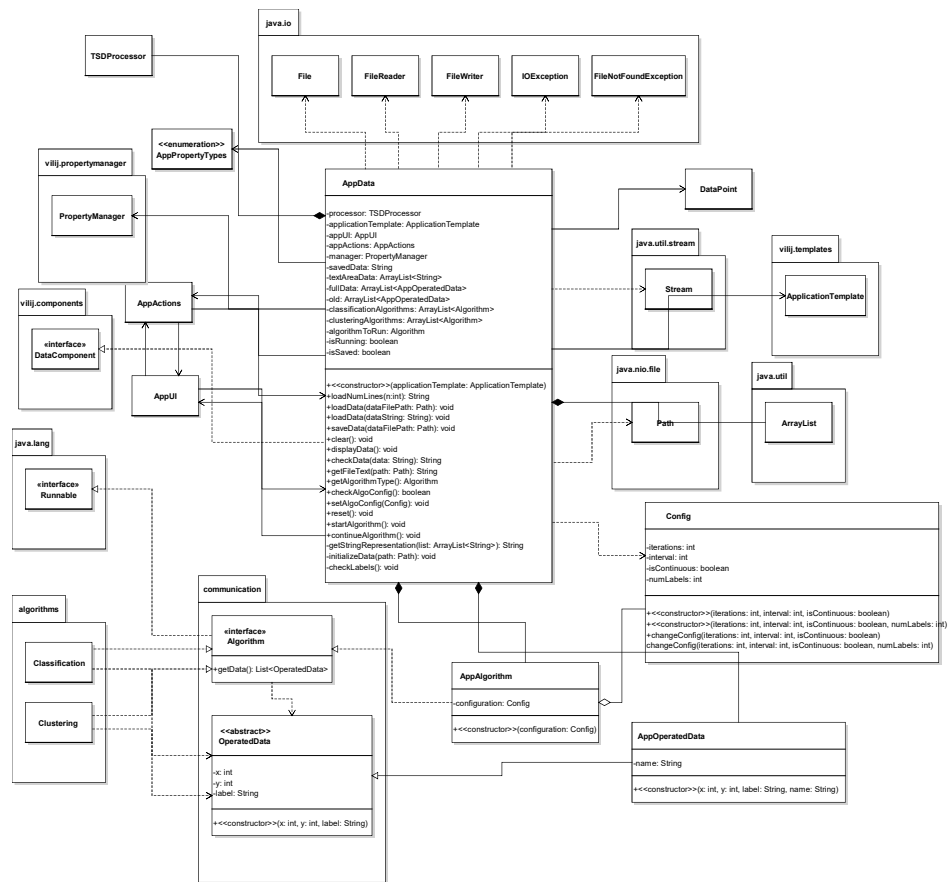 java.io
TSDProcessor
File
FileReader
FileWriter
IOException
FileNotFoundException
<<enumeration>>
AppPropertyTypes
vilij.propertymanager
PropertyManager
AppData
-processor: TSDProcessor
-applicationTemplate: ApplicationTemplate
-appUI: AppUI
-appActions: AppActions
-manager: PropertyManager
-savedData: String
-textAreaData: ArrayList<String>
-fullData: ArrayList<AppOperatedData>
-old: ArrayList<AppOperatedData>
-classificationAlgorithms: ArrayList<Algorithm>
-clusteringAlgorithms: ArrayList<Algorithm>
-algorithmToRun: Algorithm
-isRunning: boolean
-isSaved: boolean
+<<constructor>>(applicationTemplate: ApplicationTemplate)
+loadNumLines(n:int): String
+loadData(dataFilePath: Path): void
+loadData(dataString: String): void
+saveData(dataFilePath: Path): void
+clear(): void
+displayData(): void
+checkData(data: String): String
+getFileText(path: Path): String
+getAlgorithmType(): Algorithm
+checkAlgoConfig(): boolean
+setAlgoConfig(Config): void
+reset(): void
+startAlgorithm(): void
+continueAlgorithm(): void
-getStringRepresentation(list: ArrayList<String>): String
-initializeData(path: Path): void
-checkLabels(): void
DataPoint
java.util.stream
Stream
vilij.templates
ApplicationTemplate
vilij.components
«interface»
DataComponent
AppActions
AppUI
java.nio.file
Path
java.util
ArrayList
java.lang
«interface»
Runnable
Config
-iterations: int
-interval: int
-isContinuous: boolean
-numLabels: int
+<<constructor>>(iterations: int, interval: int, isContinuous: boolean)
+<<constructor>>(iterations: int, interval: int, isContinuous: boolean, numLabels: int)
+changeConfig(iterations: int, interval: int, isContinuous: boolean)
changeConfig(iterations: int, interval: int, isContinuous: boolean, numLabels: int)
algorithms
Classification
Clustering
communication
«interface»
Algorithm
+getData(): List<OperatedData>
<<abstract>>
OperatedData
-x: int
-y: int
-label: String
+<<constructor>>(x: int, y: int, label: String)
AppAlgorithm
-configuration: Config
+<<constructor>>(configuration: Config)
AppOperatedData
-name: String
+<<constructor>>(x: int, y: int, label: String, name: String)